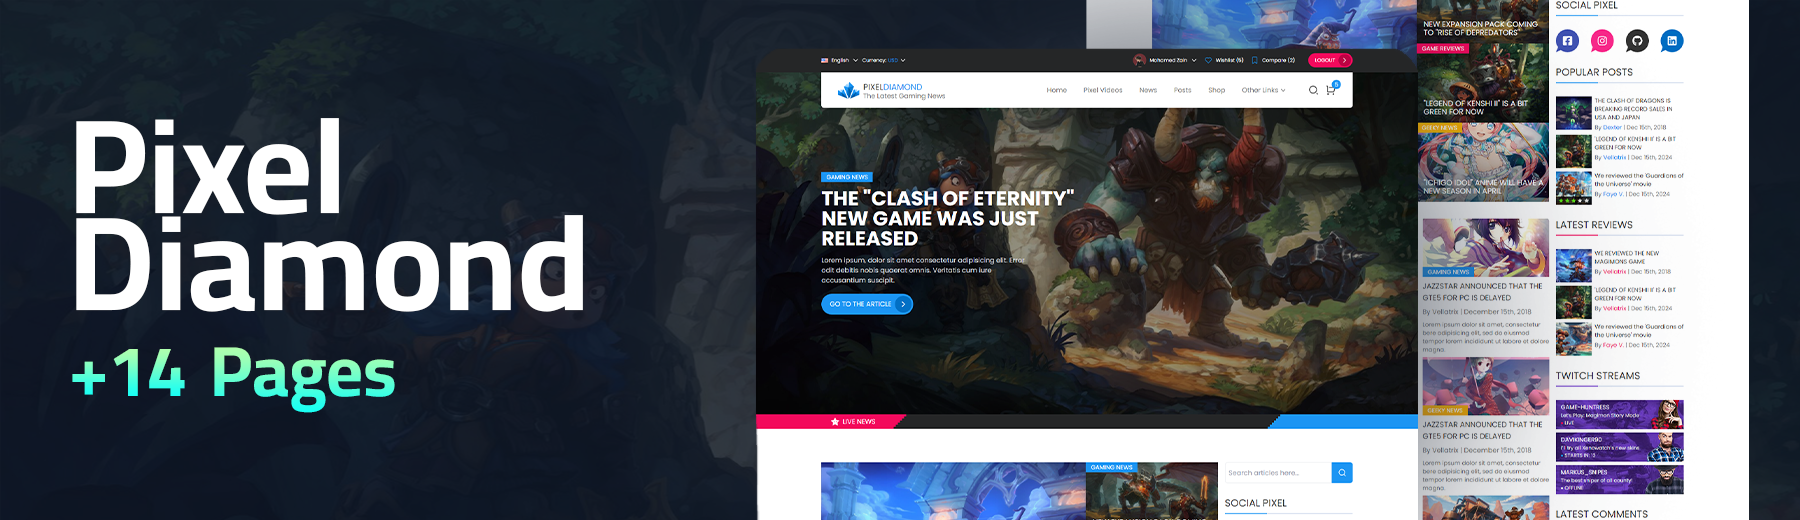 Pixel
Diamond
+14 Pages
English
Currency: USD
Mohamed Zain
Wishlist (5)
Compare (2)
LOGOUT
PIXELDIAMOND
The Latest Gaming News
Home
Pixel Videos
News
Posts
Shop
Other Links
GAMING NEWS
THE "CLASH OF ETERNITY"
NEW GAME WAS JUST
RELEASED
Lorem ipsum, dolor sit amet consectetur adipisicing elit. Error
odit debitis nobis quaerat omnis. Veritatis cum iure
accusantium suscipit.
GO TO THE ARTICLE
LIVE NEWS
GAMING NEWS
Search articles here...
SOCIAL PIXEL
NEW EXPANSION PACK COMING
TO "RISE OF DEPREDATORS"
GAME REVIEWS
"LEGEND OF KENSHI II" IS A BIT
GREEN FOR NOW
GEEKY NEWS
"ICHIGO IDOL" ANIME WILL HAVE A
NEW SEASON IN APRIL
GAMING NEWS
JAZZSTAR ANNOUNCED THAT THE
GTE5 FOR PC IS DELAYED
By Vellatrix | December 15th, 2018
Lorem ipsum dolor sit amet, consectetur
bere adipisicing elit, sed do eiusmod
tempor lorem incididunt ut labore et dolore
magna.
GEEKY NEWS
JAZZSTAR ANNOUNCED THAT THE
GTE5 FOR PC IS DELAYED
By Vellatrix | December 15th, 2018
Lorem ipsum dolor sit amet, consectetur
bere adipisicing elit, sed do eiusmod
tempor lorem incididunt ut labore et dolore
magna.
SOCIAL PIXEL
POPULAR POSTS
THE CLASH OF DRAGONS IS
BREAKING RECORD SALES IN
USA AND JAPAN
By Dexter | Dec 15th, 2018
'LEGEND OF KENSHI II' IS A BIT
GREEN FOR NOW
By Vellatrix | Dec 15th, 2024
We reviewed the 'Guardians of
the Universe' movie
By Faye V. | Dec 15th, 2024
LATEST REVIEWS
WE REVIEWED THE NEW
MAGIMONS GAME
By Vellatrix | Dec 15th, 2018
'LEGEND OF KENSHI II' IS A BIT
GREEN FOR NOW
By Vellatrix | Dec 15th, 2024
We reviewed the 'Guardians of
the Universe' movie
By Faye V. | Dec 15th, 2024
TWITCH STREAMS
GAME-HUNTRESS
Let's Play: Magimon Story Mode
LIVE
DAVIKINGER90
I'll try all Xenowatch's new skins
STARTS IN: 13
MARKUS_SNIPES
The best sniper of all county!
OFFLINE
LATEST COMMENTS